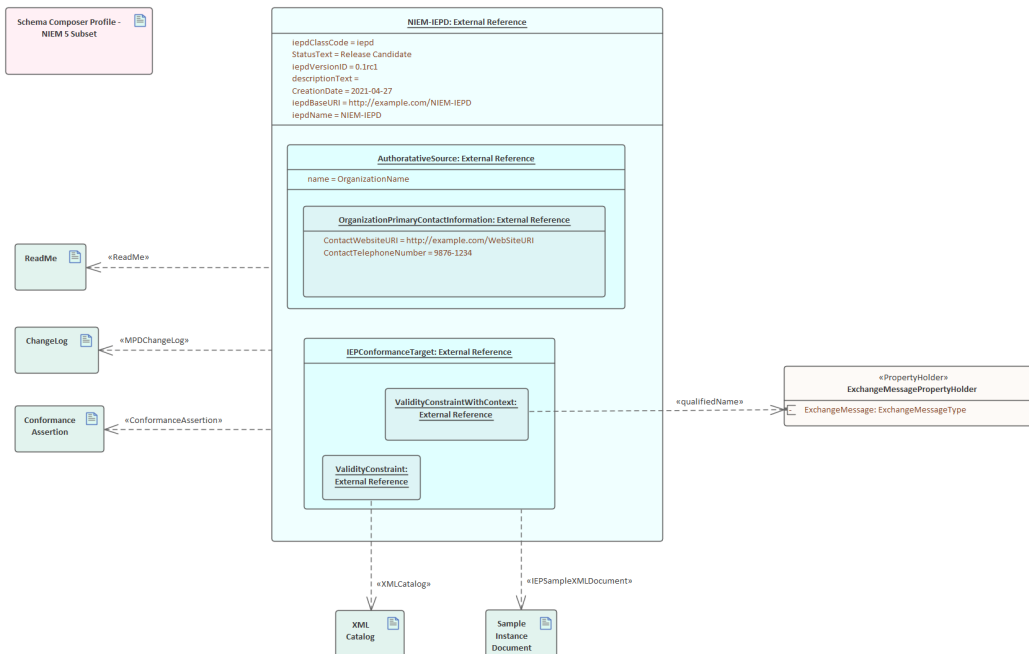 Schema Composer Profile -
NIEM 5 Subset
NIEM-IEPD: External Reference
iepdClassCode = iepd
StatusText = Release Candidate
iepdVersionID = 0.1rc1
descriptionText =
CreationDate = 2021-04-27
iepdBaseURI = http://example.com/NIEM-IEPD
iepdName = NIEM-IEPD
AuthoratativeSource: External Reference
name = OrganizationName
OrganizationPrimaryContactInformation: External Reference
ContactWebsiteURI = http://example.com/WebSiteURI
ContactTelephoneNumber = 9876-1234
ReadMe
«ReadMe»
ChangeLog
«MPDChangeLog»
IEPConformanceTarget: External Reference
«PropertyHolder»
ExchangeMessagePropertyHolder
ExchangeMessage: ExchangeMessageType
«qualifiedName»
ValidityConstraintWithContext:
External Reference
Conformance
Assertion
«ConformanceAssertion»
ValidityConstraint:
External Reference
«XMLCatalog»
«IEPSampleXMLDocument»
XML
Catalog
Sample
Instance
Document